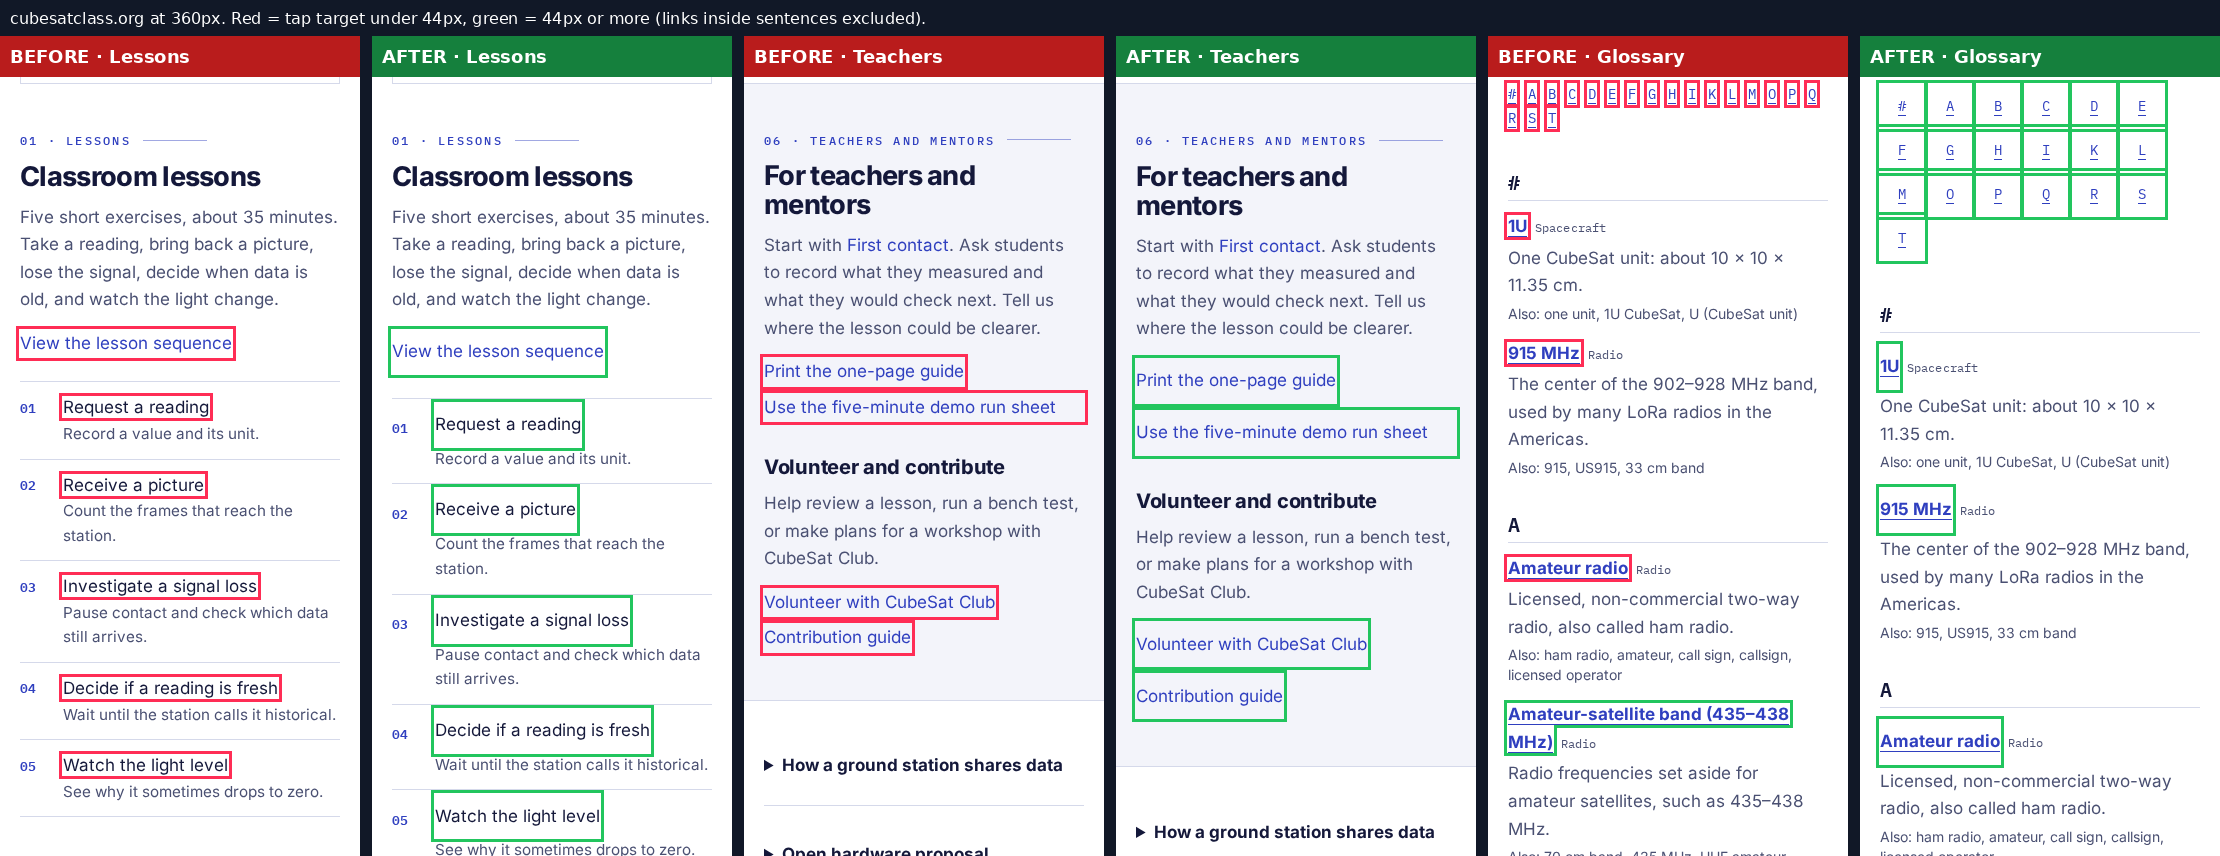 cubesatclass.org at 360px. Red = tap target under 44px, green = 44px or more (links inside sentences excluded).
BEFORE · Lessons
01 · LESSONS
Classroom lessons
Five short exercises, about 35 minutes.
Take a reading, bring back a picture,
lose the signal, decide when data is
old, and watch the light change.
View the lesson sequence
01 Request a reading
Record a value and its unit.
02 Receive a picture
Count the frames that reach the
station.
03 Investigate a signal loss
Pause contact and check which data
still arrives.
04 Decide if a reading is fresh
Wait until the station calls it historical.
05 Watch the light level
See why it sometimes drops to zero.
AFTER · Lessons
01 · LESSONS
Classroom lessons
Five short exercises, about 35 minutes.
Take a reading, bring back a picture,
lose the signal, decide when data is
old, and watch the light change.
View the lesson sequence
01 Request a reading
Record a value and its unit.
02 Receive a picture
Count the frames that reach the
station.
03 Investigate a signal loss
Pause contact and check which data
still arrives.
04 Decide if a reading is fresh
Wait until the station calls it historical.
05 Watch the light level
See why it sometimes drops to zero.
BEFORE · Teachers
06 · TEACHERS AND MENTORS
For teachers and
mentors
Start with First contact. Ask students
to record what they measured and
what they would check next. Tell us
where the lesson could be clearer.
Print the one-page guide
Use the five-minute demo run sheet
Volunteer and contribute
Help review a lesson, run a bench test,
or make plans for a workshop with
CubeSat Club.
Volunteer with CubeSat Club
Contribution guide
How a ground station shares data
Open hardware proposal
AFTER · Teachers
06 · TEACHERS AND MENTORS
For teachers and
mentors
Start with First contact. Ask students
to record what they measured and
what they would check next. Tell us
where the lesson could be clearer.
Print the one-page guide
Use the five-minute demo run sheet
Volunteer and contribute
Help review a lesson, run a bench test,
or make plans for a workshop with
CubeSat Club.
Volunteer with CubeSat Club
Contribution guide
How a ground station shares data
BEFORE · Glossary
# A B C D E F G H I K L M O P Q
R S T
#
1U Spacecraft
One CubeSat unit: about 10 × 10 ×
11.35 cm.
Also: one unit, 1U CubeSat, U (CubeSat unit)
915 MHz Radio
The center of the 902–928 MHz band,
used by many LoRa radios in the
Americas.
Also: 915, US915, 33 cm band
A
Amateur radio Radio
Licensed, non-commercial two-way
radio, also called ham radio.
Also: ham radio, amateur, call sign, callsign,
licensed operator
Amateur-satellite band (435–438
MHz) Radio
Radio frequencies set aside for
amateur satellites, such as 435–438
MHz.
Also: 70 cm band, 435 MHz, UHF amateur
AFTER · Glossary
# A B C D E
F G H I K L
M O P Q R S
T
#
1U Spacecraft
One CubeSat unit: about 10 × 10 ×
11.35 cm.
Also: one unit, 1U CubeSat, U (CubeSat unit)
915 MHz Radio
The center of the 902–928 MHz band,
used by many LoRa radios in the
Americas.
Also: 915, US915, 33 cm band
A
Amateur radio Radio
Licensed, non-commercial two-way
radio, also called ham radio.
Also: ham radio, amateur, call sign, callsign,
licensed operator